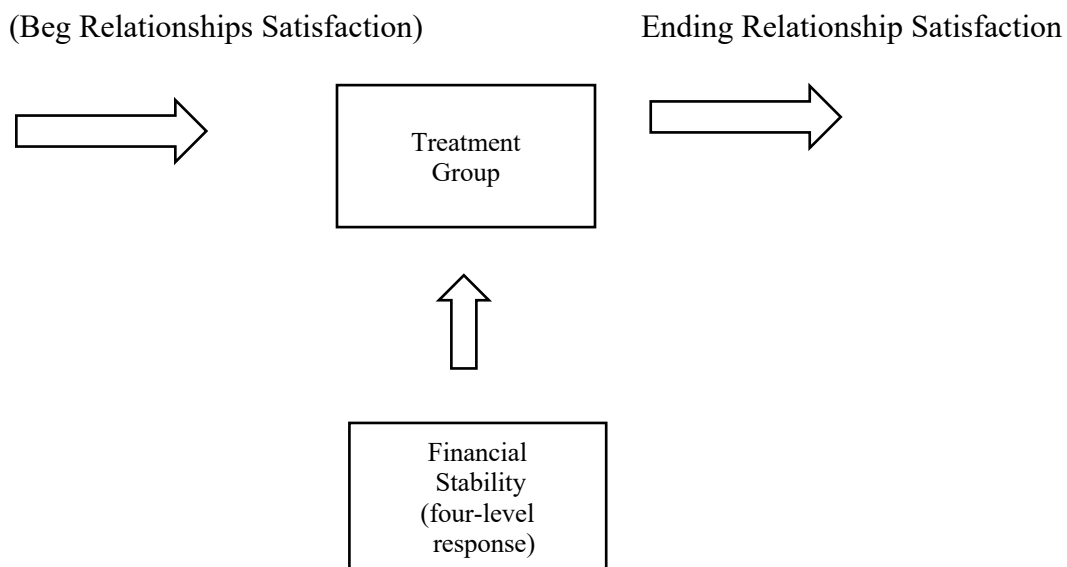 (Beg Relationships Satisfaction)
Ending Relationship Satisfaction
Treatment
Group
Financial
Stability
(four-level
response)